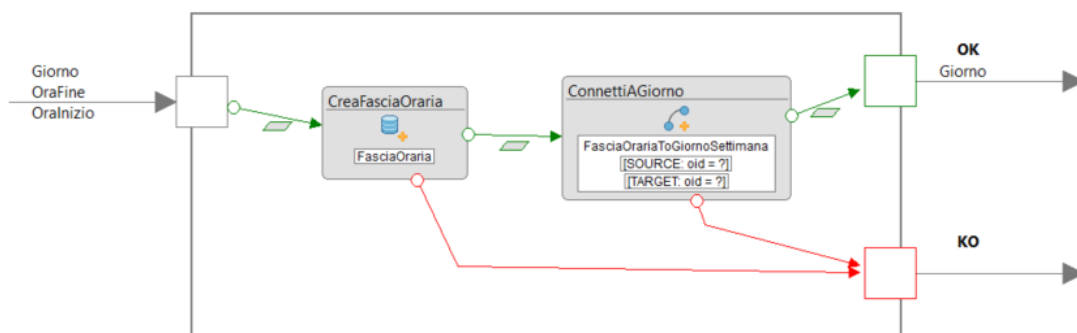 Giorno
OraFine
OraInizio
CreaFasciaOraria
FasciaOraria
ConnettiAGiorno
FasciaOrariaToGiornoSettimana
[SOURCE: oid = ?]
[TARGET: oid = ?]
OK
Giorno
KO